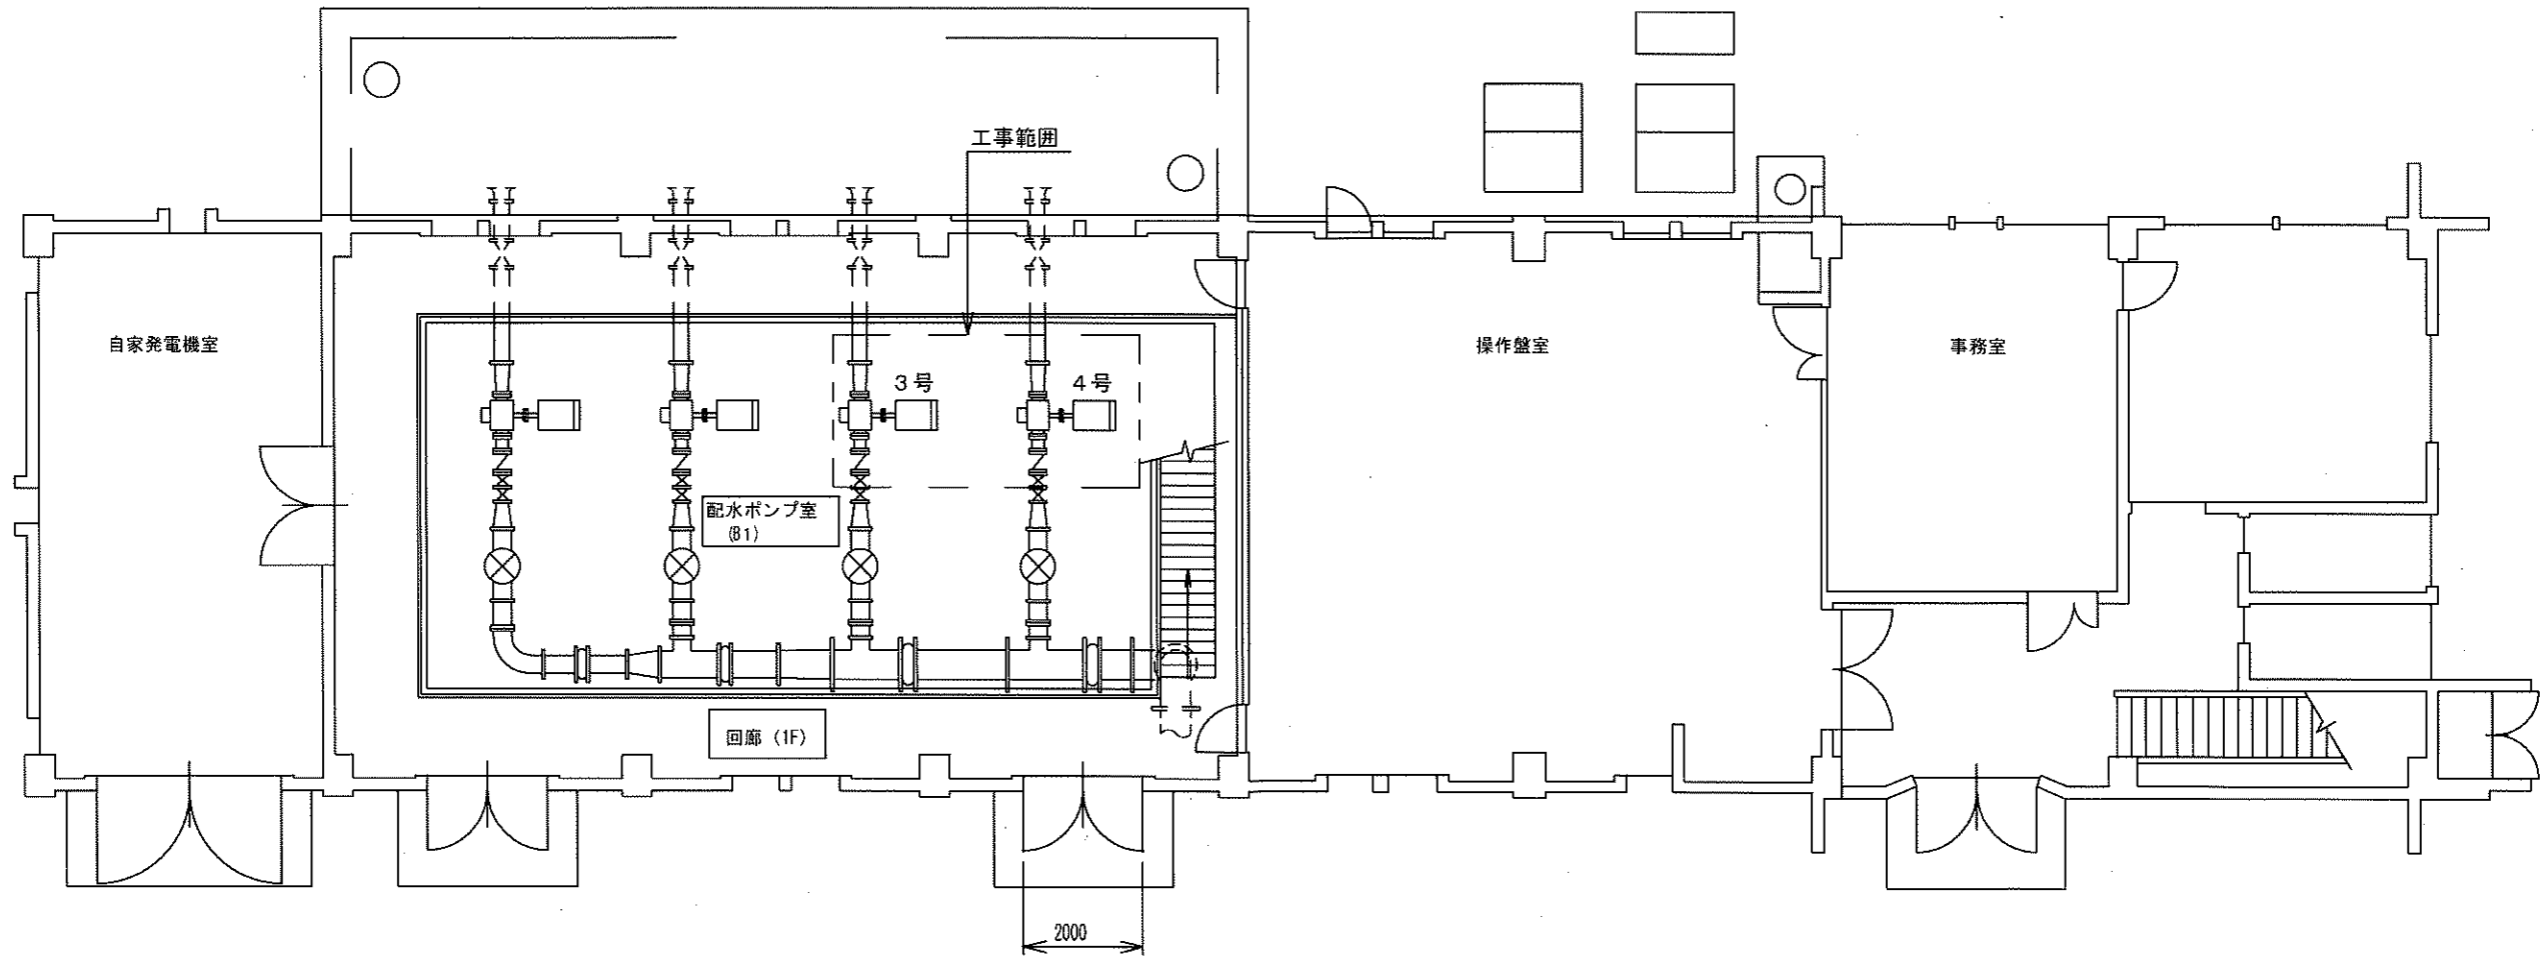 工事範囲
自家発電機室
操作盤室
事務室
3号
4号
配水ポンプ室
(B1)
回廊 (1F)
2000